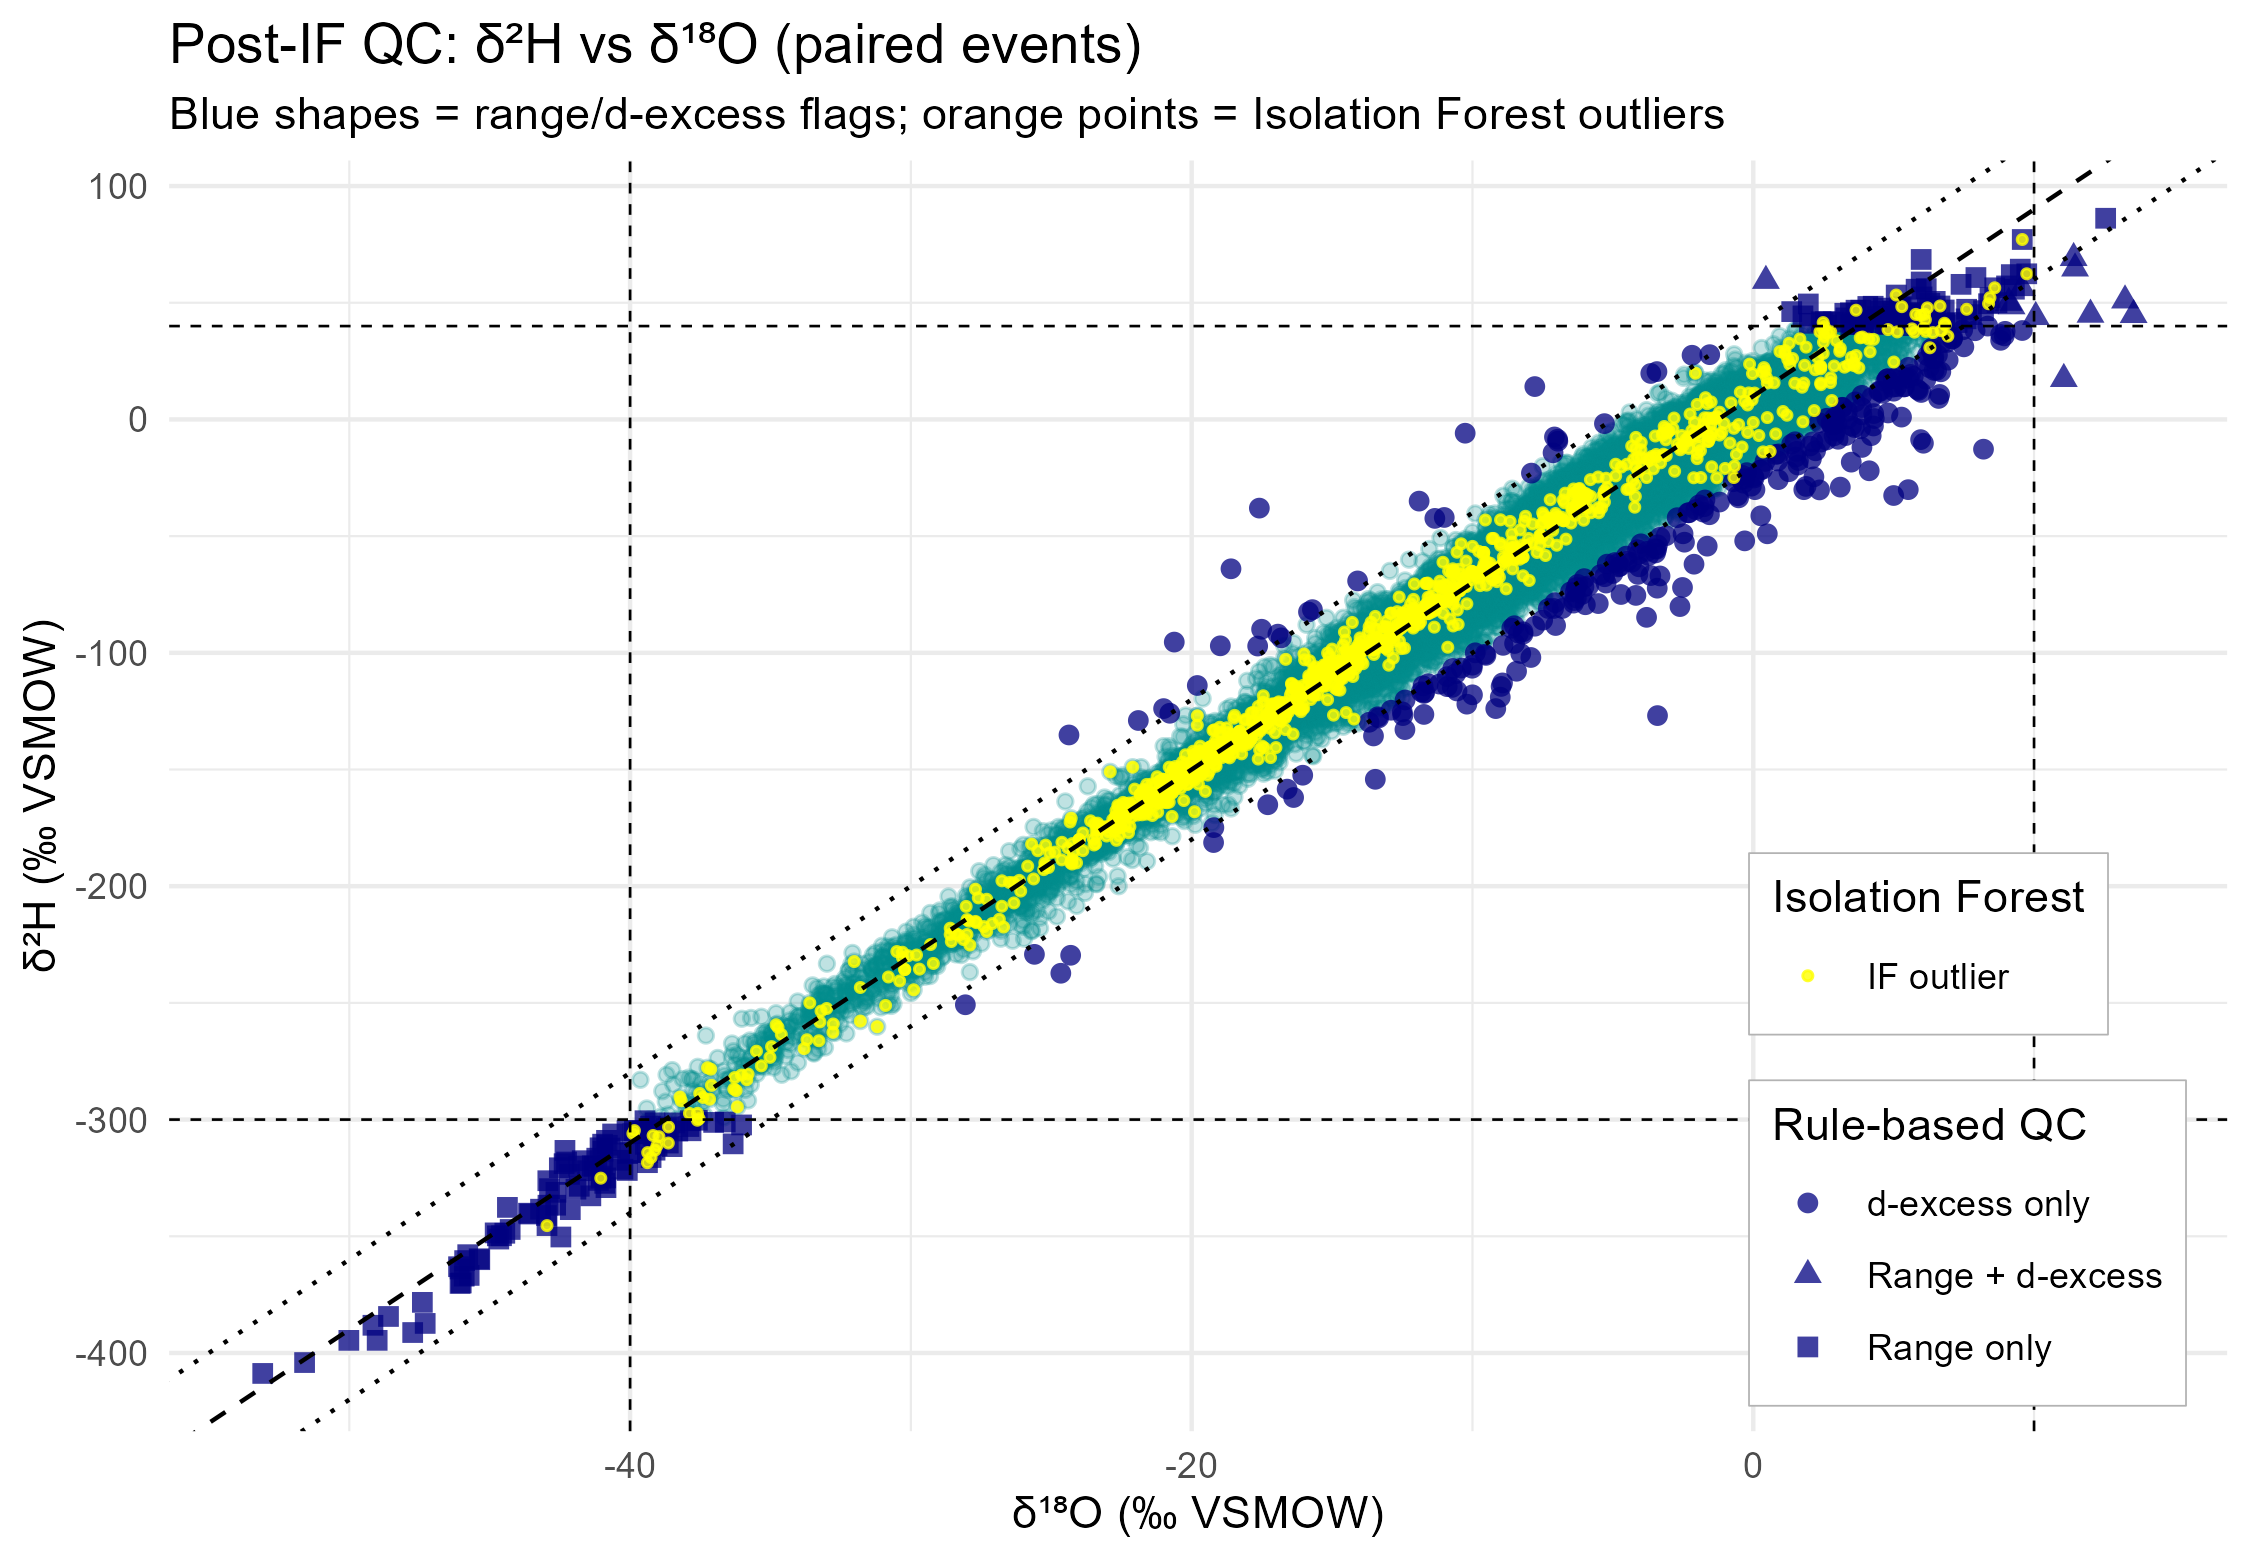 Post-IF QC: δ²H vs δ¹⁸O (paired events)
Blue shapes = range/d-excess flags; orange points = Isolation Forest outliers
100
0
-100
-200
-300
-400
δ²H (‰ VSMOW)
-40
-20
0
δ¹⁸O (‰ VSMOW)
Isolation Forest
IF outlier
Rule-based QC
d-excess only
Range + d-excess
Range only